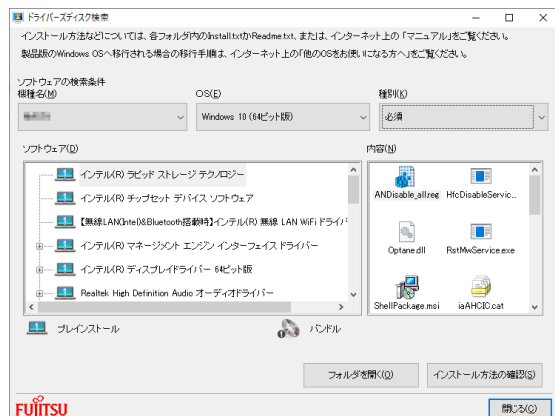 ドライバーズディスク検索
インストール方法などについては、各フォルダ内のInstall.txtかReadme.txt、または、インターネット上の「マニュアル」をご覧ください。
製品版のWindows OSへ移行される場合の移行手順は、インターネット上の「他のOSをお使いになる方へ」をご覧ください。
ソフトウェアの検索条件
機種名(M) OS(E) 種別(K)
Windows 10 (64ビット版) 必須
ソフトウェア(D) 内容(N)
インテル(R) ラピッド ストレージ テクノロジー
インテル(R) チップセット デバイス ソフトウェア
【無線LAN(Intel)&Bluetooth搭載時】インテル(R) 無線 LAN WiFi ドライバ
インテル(R) マネージメント エンジン インターフェイス ドライバー
インテル(R) ディスプレイドライバー 64ビット版
Realtek High Definition Audio オーディオドライバー
ANDisable_all.reg HfcDisableServic...
Optane.dll RstMwService.exe
ShellPackage.msi iaAHCIC.cat
プレインストール バンドル
フォルダを開く(O) インストール方法の確認(S)
FUJITSU 閉じる(C)